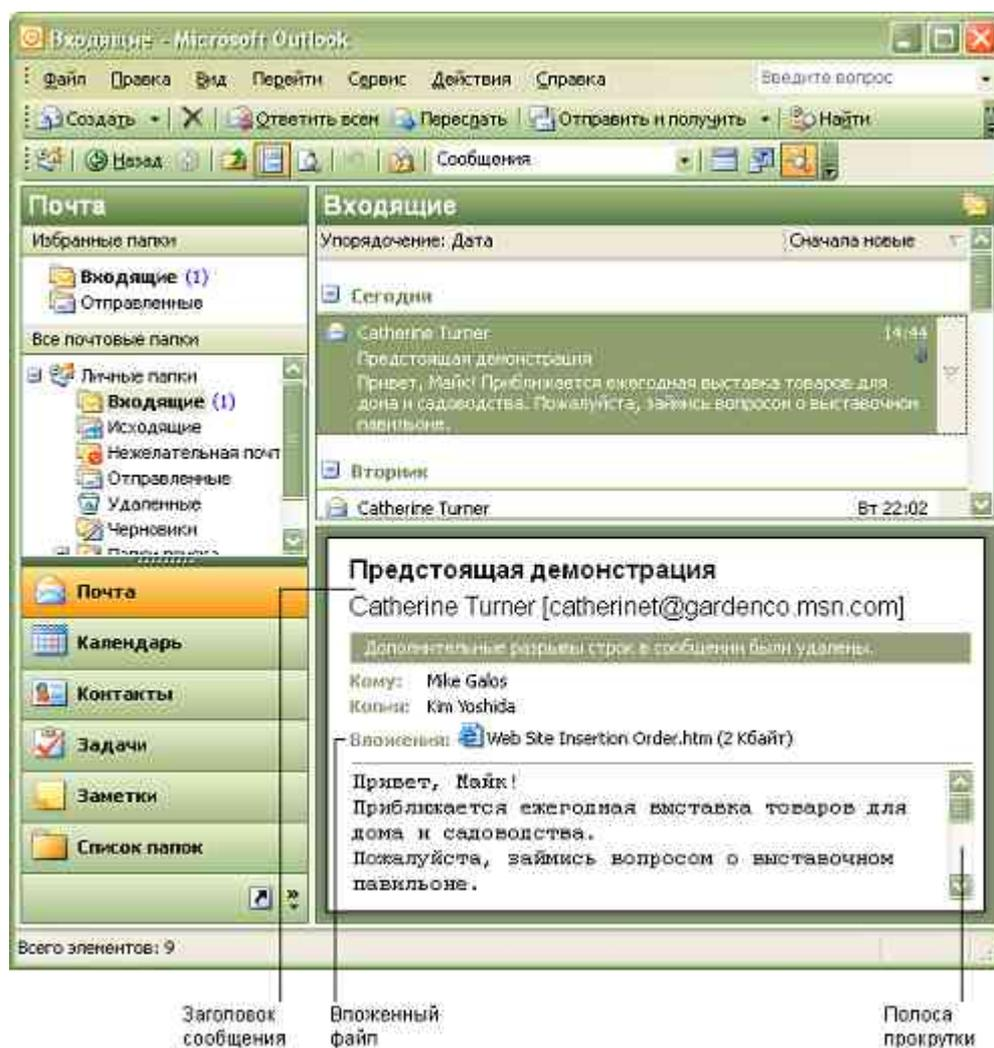 Входящие - Microsoft Outlook
Файл Правка Вид Перейти Сервис Действия Справка Введите вопрос
Создать Ответить всем Переслать Отправить и получить Найти
Назад Сообщения
Почта
Избранные папки
Входящие (1)
Отправленные
Все почтовые папки
Личные папки
Входящие (1)
Исходящие
Нежелательная почт
Отправленные
Удаленные
Черновики
Папки поиска
Почта
Календарь
Контакты
Задачи
Заметки
Список папок
Входящие
Упорядочение: Дата Сначала новые
Сегодня
Catherine Turner 14:44
Предстоящая демонстрация
Привет, Майк! Приближается ежегодная выставка товаров для
дома и садоводства. Пожалуйста, займись вопросом о выставочном
павильоне.
Вторник
Catherine Turner Вт 22:02
Предстоящая демонстрация
Catherine Turner [catherinet@gardenco.msn.com]
Дополнительные разрывы строк в сообщении были удалены.
Кому: Mike Galos
Копия: Kim Yoshida
Вложения: Web Site Insertion Order.htm (2 Кбайт)
Привет, Майк!
Приближается ежегодная выставка товаров для
дома и садоводства.
Пожалуйста, займись вопросом о выставочном
павильоне.
Всего элементов: 9
Заголовок
сообщения
Вложенный
файл
Полоса
прокрутки